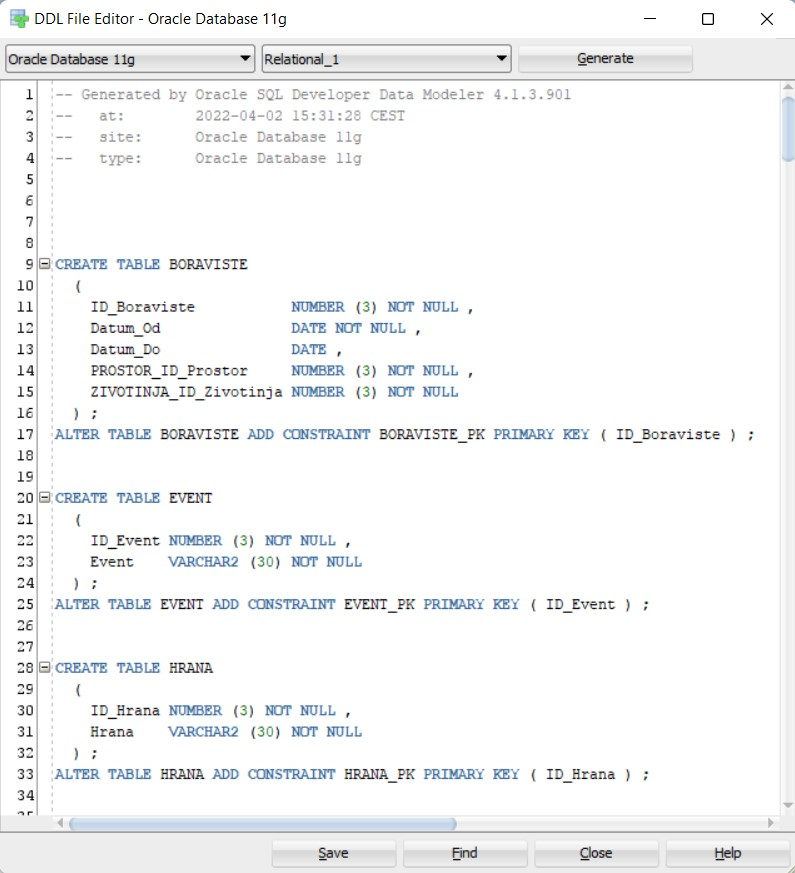 DDL File Editor - Oracle Database 11g
Oracle Database 11g Relational_1 Generate
1 -- Generated by Oracle SQL Developer Data Modeler 4.1.3.901
2 --   at:        2022-04-02 15:31:28 CEST
3 --   site:      Oracle Database 11g
4 --   type:      Oracle Database 11g
5
6
7
8
9 CREATE TABLE BORAVISTE
10   (
11     ID_Boraviste           NUMBER (3) NOT NULL ,
12     Datum_Od               DATE NOT NULL ,
13     Datum_Do               DATE ,
14     PROSTOR_ID_Prostor     NUMBER (3) NOT NULL ,
15     ZIVOTINJA_ID_Zivotinja NUMBER (3) NOT NULL
16   ) ;
17 ALTER TABLE BORAVISTE ADD CONSTRAINT BORAVISTE_PK PRIMARY KEY ( ID_Boraviste ) ;
18
19
20 CREATE TABLE EVENT
21   (
22     ID_Event NUMBER (3) NOT NULL ,
23     Event    VARCHAR2 (30) NOT NULL
24   ) ;
25 ALTER TABLE EVENT ADD CONSTRAINT EVENT_PK PRIMARY KEY ( ID_Event ) ;
26
27
28 CREATE TABLE HRANA
29   (
30     ID_Hrana NUMBER (3) NOT NULL ,
31     Hrana    VARCHAR2 (30) NOT NULL
32   ) ;
33 ALTER TABLE HRANA ADD CONSTRAINT HRANA_PK PRIMARY KEY ( ID_Hrana ) ;
34
Save Find Close Help